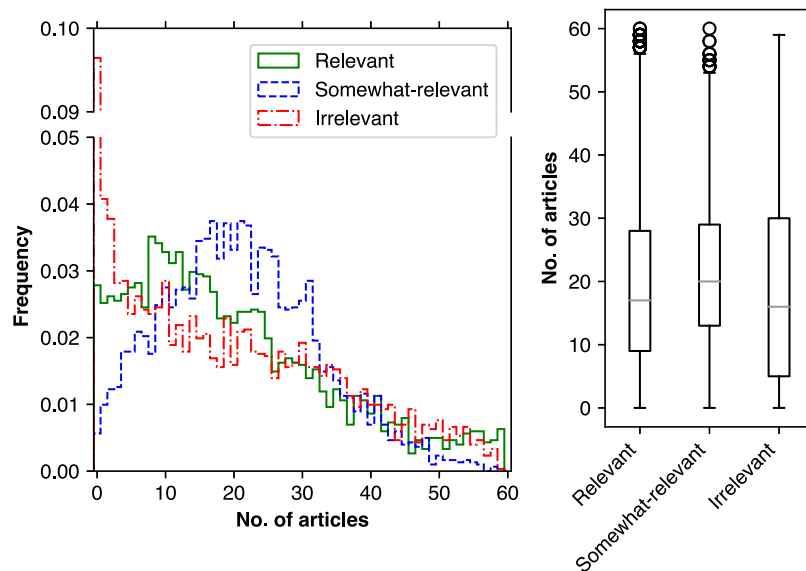 0.10
0.09
0.05
0.04
0.03
0.02
0.01
0.00
Frequency
0
10
20
30
40
50
60
No. of articles
Relevant
Somewhat-relevant
Irrelevant
60
50
40
30
20
10
0
No. of articles
Relevant
Somewhat-relevant
Irrelevant